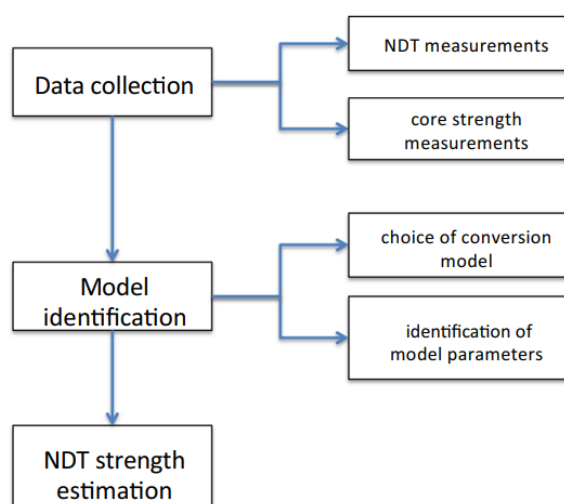 Data collection
NDT measurements
core strength
measurements
Model
identification
choice of conversion
model
identification of
model parameters
NDT strength
estimation